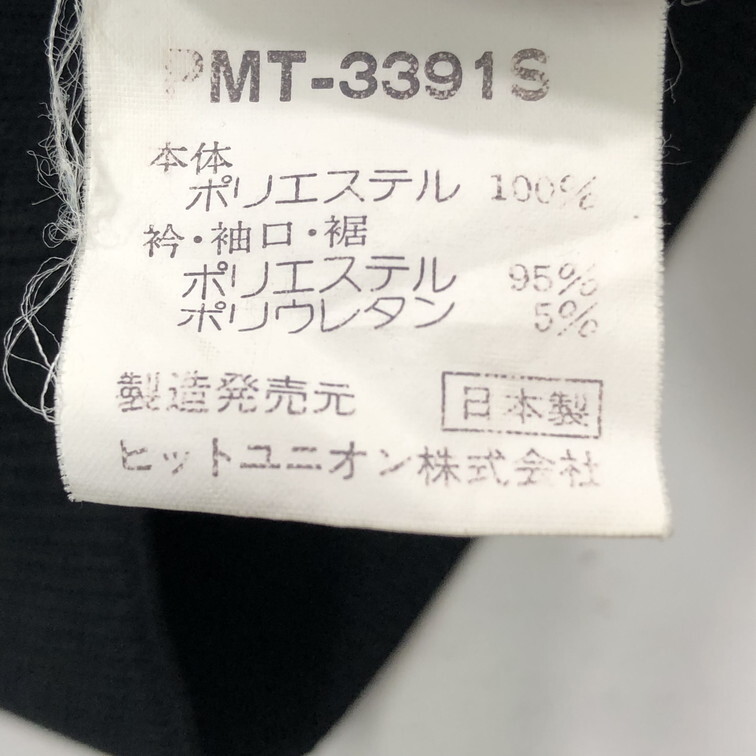 PMT-3391S
本体
ポリエステル 100%
衿・袖口・裾
ポリエステル 95%
ポリウレタン 5%
製造発売元 日本製
ヒットユニオン株式会社